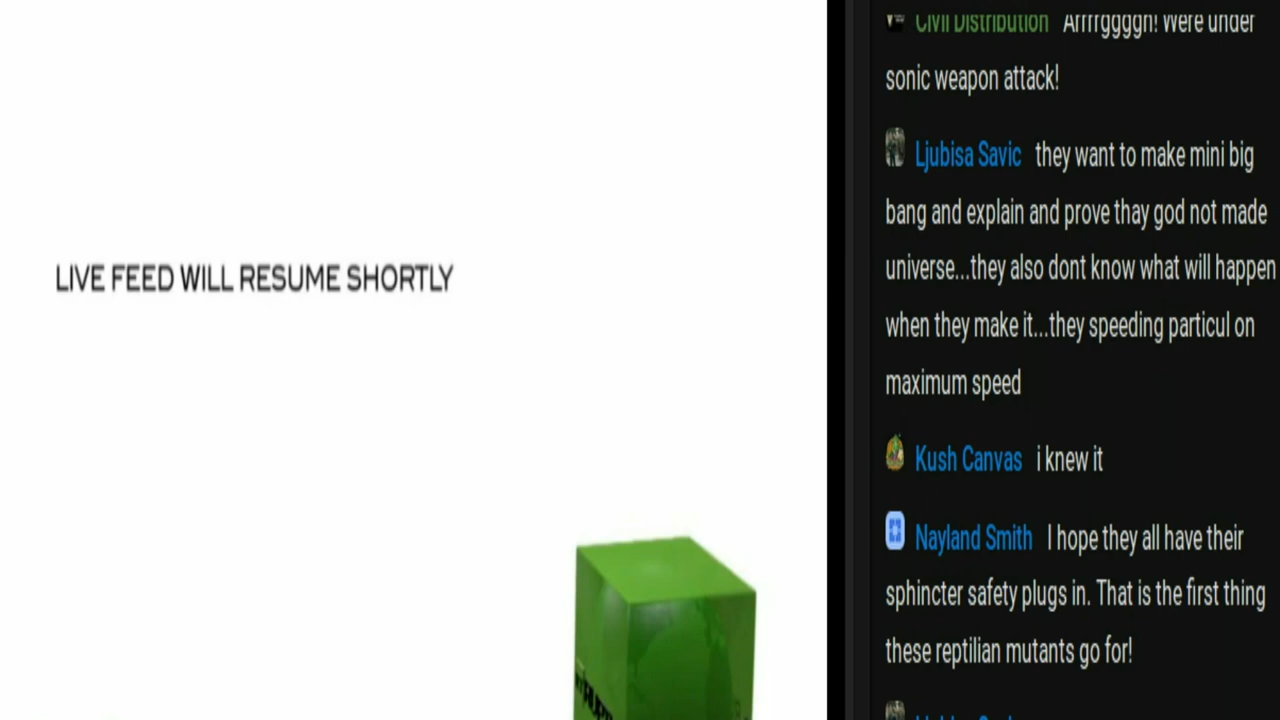 LIVE FEED WILL RESUME SHORTLY
Civil Distribution Arrrrggggh! Were under
sonic weapon attack!
Ljubisa Savic they want to make mini big
bang and explain and prove thay god not made
universe...they also dont know what will happen
when they make it...they speeding particul on
maximum speed
Kush Canvas i knew it
Nayland Smith I hope they all have their
sphincter safety plugs in. That is the first thing
these reptilian mutants go for!